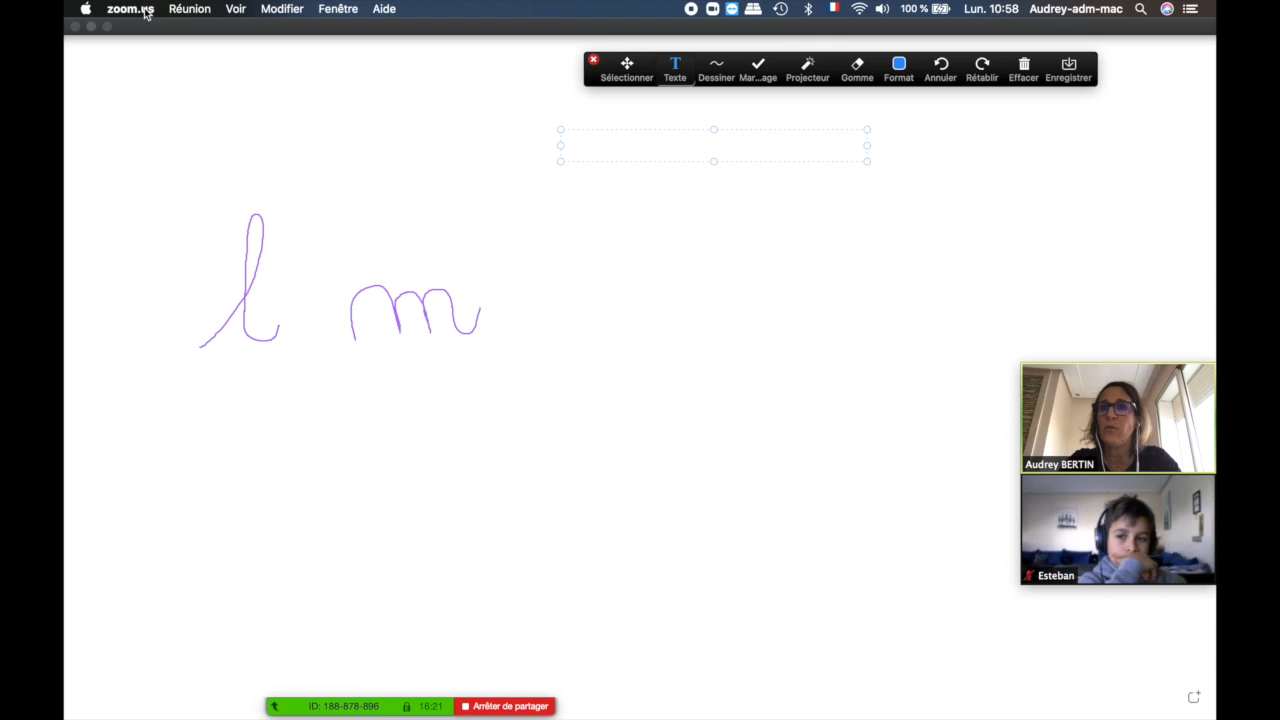 zoom.us Réunion Voir Modifier Fenêtre Aide 100 % Lun. 10:58 Audrey-adm-mac
Sélectionner Texte Dessiner Mar...age Projecteur Gomme Format Annuler Rétablir Effacer Enregistrer
l m
Audrey BERTIN
Esteban
ID: 188-878-896 16:21 Arrêter de partager